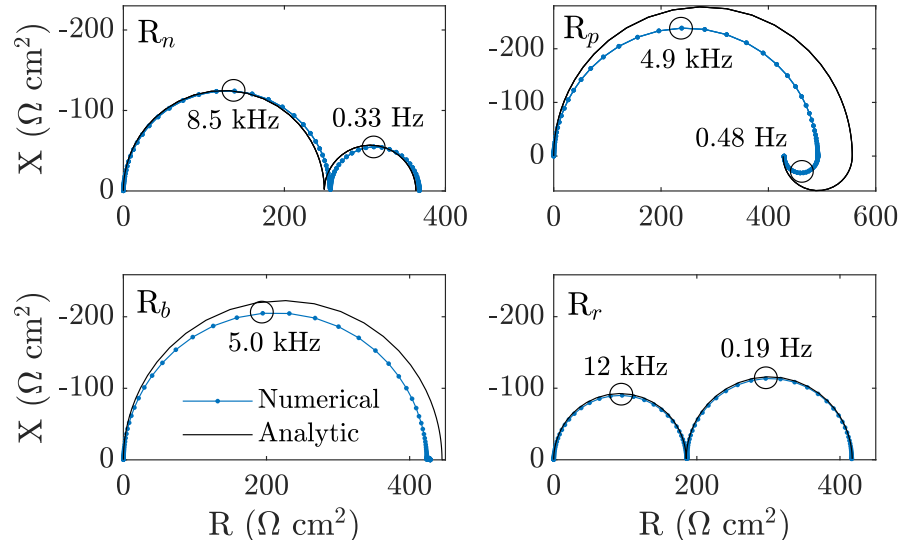 X (Ω cm²)
-200
-100
0
R_n
8.5 kHz
0.33 Hz
0 200 400
-200
-100
0
R_p
4.9 kHz
0.48 Hz
0 200 400 600
X (Ω cm²)
-200
-100
0
R_b
5.0 kHz
Numerical
Analytic
0 200 400
R (Ω cm²)
-200
-100
0
R_r
12 kHz
0.19 Hz
0 200 400
R (Ω cm²)